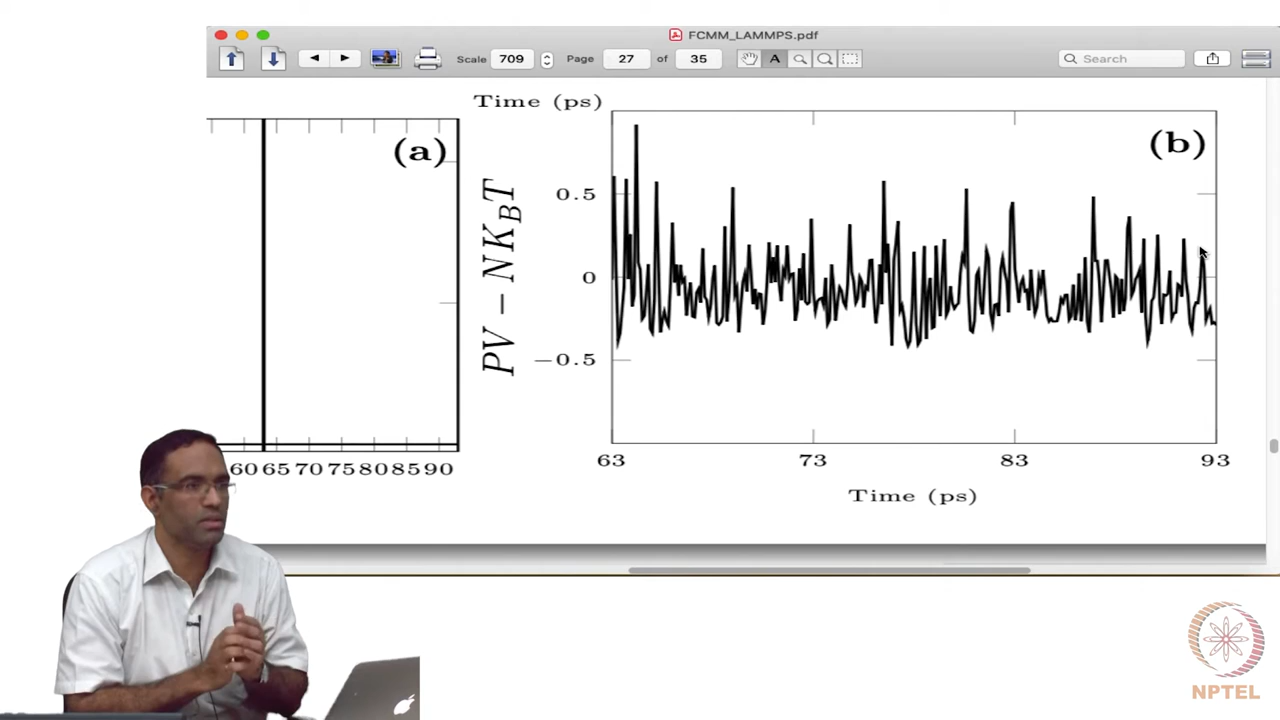 FCMM_LAMMPS.pdf
Scale 709 Page 27 of 35 A Search
Time (ps)
(a)
60 65 70 75 80 85 90
(b)
PV − NK_BT
0.5
0
−0.5
63 73 83 93
Time (ps)
NPTEL